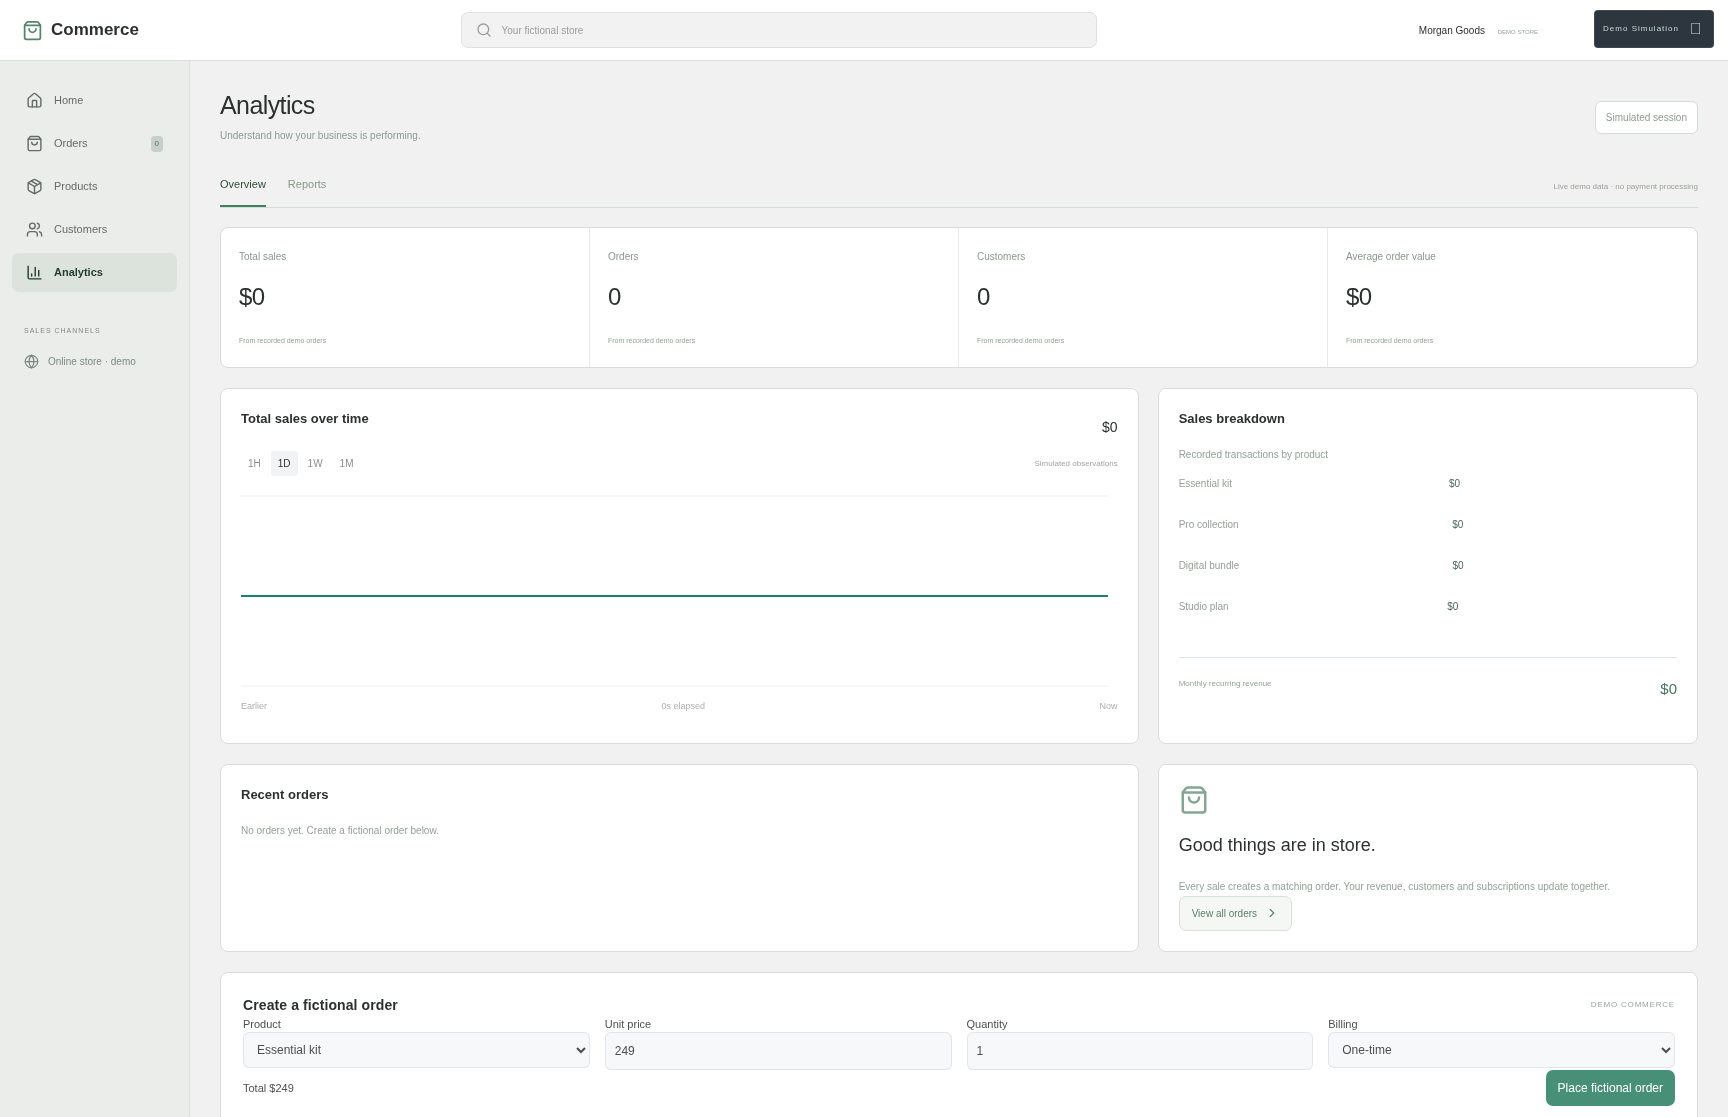 Commerce
Your fictional store
Morgan Goods
DEMO STORE
Demo Simulation
Home
Orders
0
Products
Customers
Analytics
SALES CHANNELS
Online store · demo
Analytics
Understand how your business is performing.
Simulated session
Overview
Reports
Live demo data · no payment processing
Total sales
$0
From recorded demo orders
Orders
0
From recorded demo orders
Customers
0
From recorded demo orders
Average order value
$0
From recorded demo orders
Total sales over time
$0
1H 1D 1W 1M
Simulated observations
Earlier
0s elapsed
Now
Sales breakdown
Recorded transactions by product
Essential kit $0
Pro collection $0
Digital bundle $0
Studio plan $0
Monthly recurring revenue
$0
Recent orders
No orders yet. Create a fictional order below.
Good things are in store.
Every sale creates a matching order. Your revenue, customers and subscriptions update together.
View all orders
Create a fictional order
DEMO COMMERCE
Product
Essential kit
Unit price
249
Quantity
1
Billing
One-time
Total $249
Place fictional order